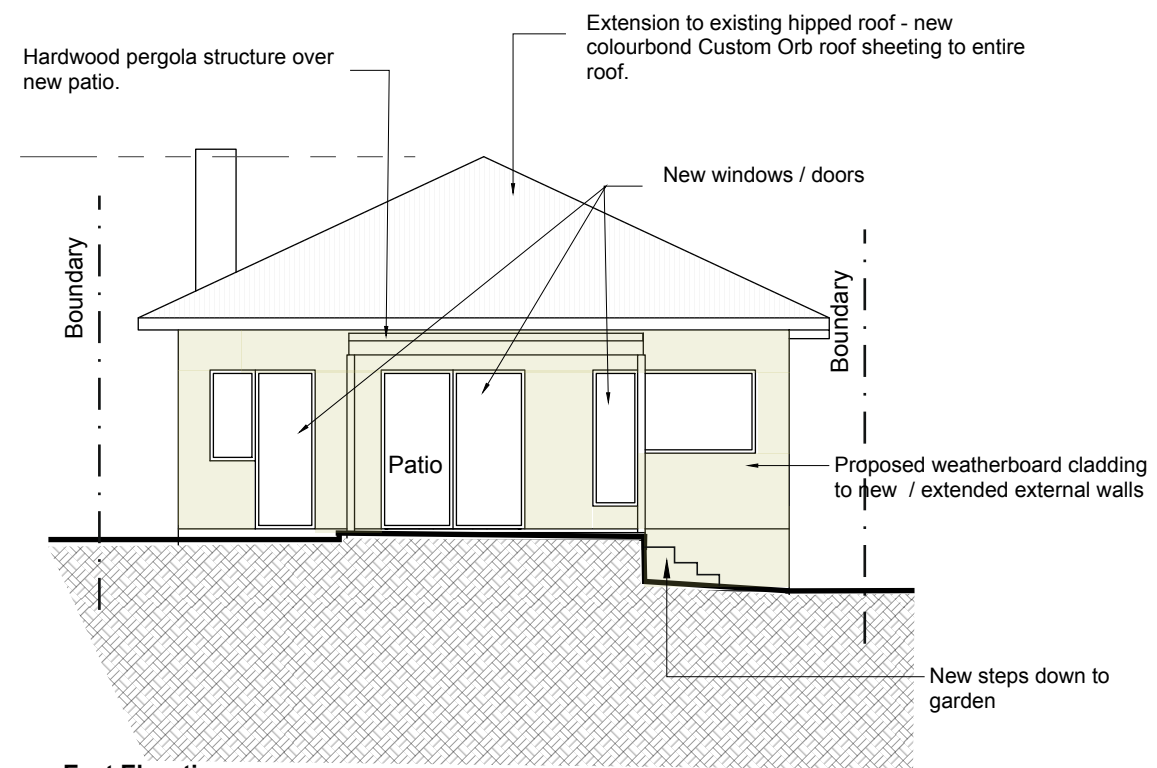 Extension to existing hipped roof - new
colourbond Custom Orb roof sheeting to entire
roof.
Hardwood pergola structure over
new patio.
New windows / doors
Boundary
Boundary
Patio
Proposed weatherboard cladding
to new / extended external walls
New steps down to
garden